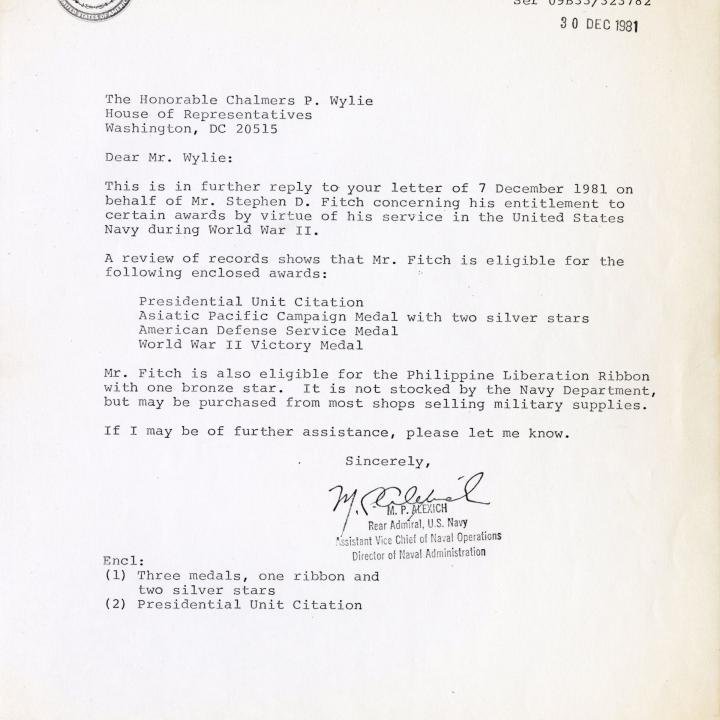 UNITED STATES OF AMERICA
Ser 09B33/323782
30 DEC 1981
The Honorable Chalmers P. Wylie
House of Representatives
Washington, DC 20515
Dear Mr. Wylie:
This is in further reply to your letter of 7 December 1981 on
behalf of Mr. Stephen D. Fitch concerning his entitlement to
certain awards by virtue of his service in the United States
Navy during World War II.
A review of records shows that Mr. Fitch is eligible for the
following enclosed awards:
Presidential Unit Citation
Asiatic Pacific Campaign Medal with two silver stars
American Defense Service Medal
World War II Victory Medal
Mr. Fitch is also eligible for the Philippine Liberation Ribbon
with one bronze star. It is not stocked by the Navy Department,
but may be purchased from most shops selling military supplies.
If I may be of further assistance, please let me know.
Sincerely,
M. P. ALEXICH
Rear Admiral, U.S. Navy
Assistant Vice Chief of Naval Operations
Director of Naval Administration
Encl:
(1) Three medals, one ribbon and
two silver stars
(2) Presidential Unit Citation